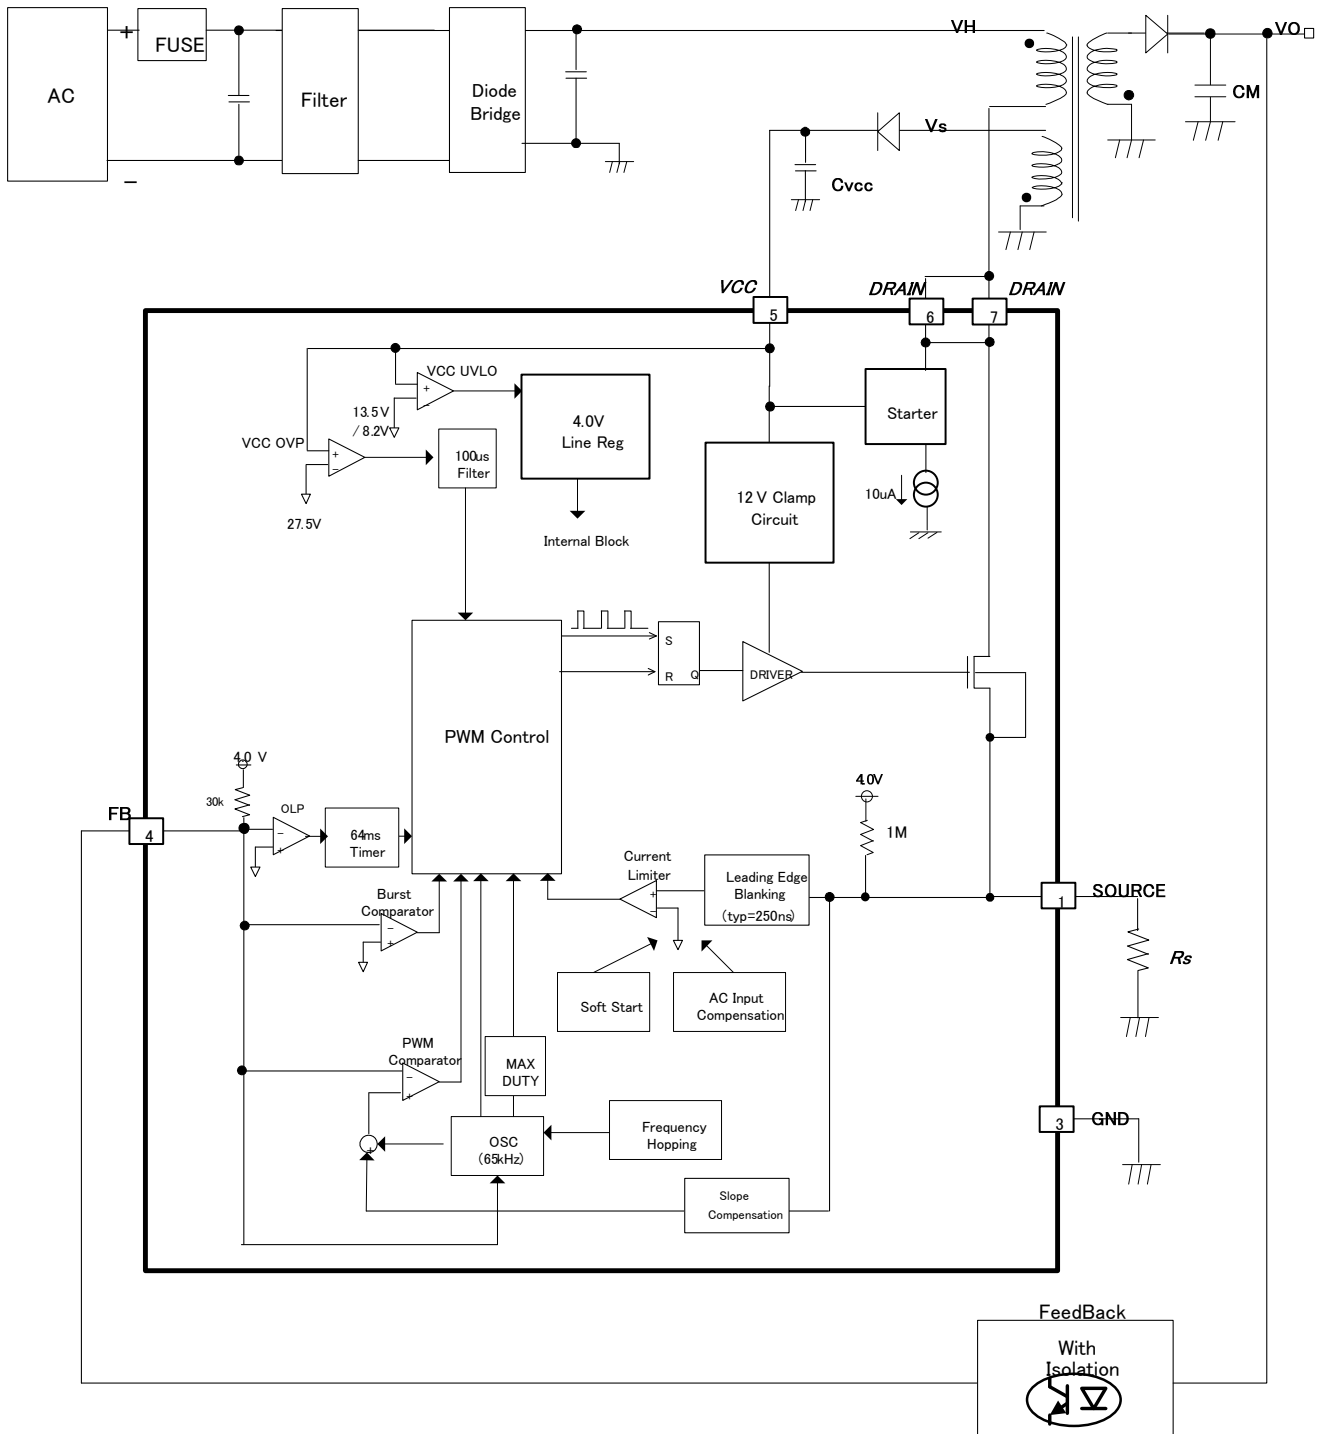 +
FUSE
AC
Filter
Diode
Bridge
−
VH
VO
CM
Vs
Cvcc
VCC
DRAIN
DRAIN
5
6
7
VCC UVLO
+
−
13.5V
/ 8.2V
4.0V
Line Reg
Starter
VCC OVP
+
−
100us
Filter
27.5V
Internal Block
12 V Clamp
Circuit
10uA
S
R
Q
DRIVER
PWM Control
4.0 V
30k
FB
4
OLP
−
+
64ms
Timer
4.0V
1M
Current
Limiter
+
−
Leading Edge
Blanking
(typ=250ns)
1
SOURCE
Rs
Burst
Comparator
−
+
Soft Start
AC Input
Compensation
PWM
Comparator
−
+
MAX
DUTY
+
OSC
(65kHz)
Frequency
Hopping
3
GND
Slope
Compensation
FeedBack
With
Isolation